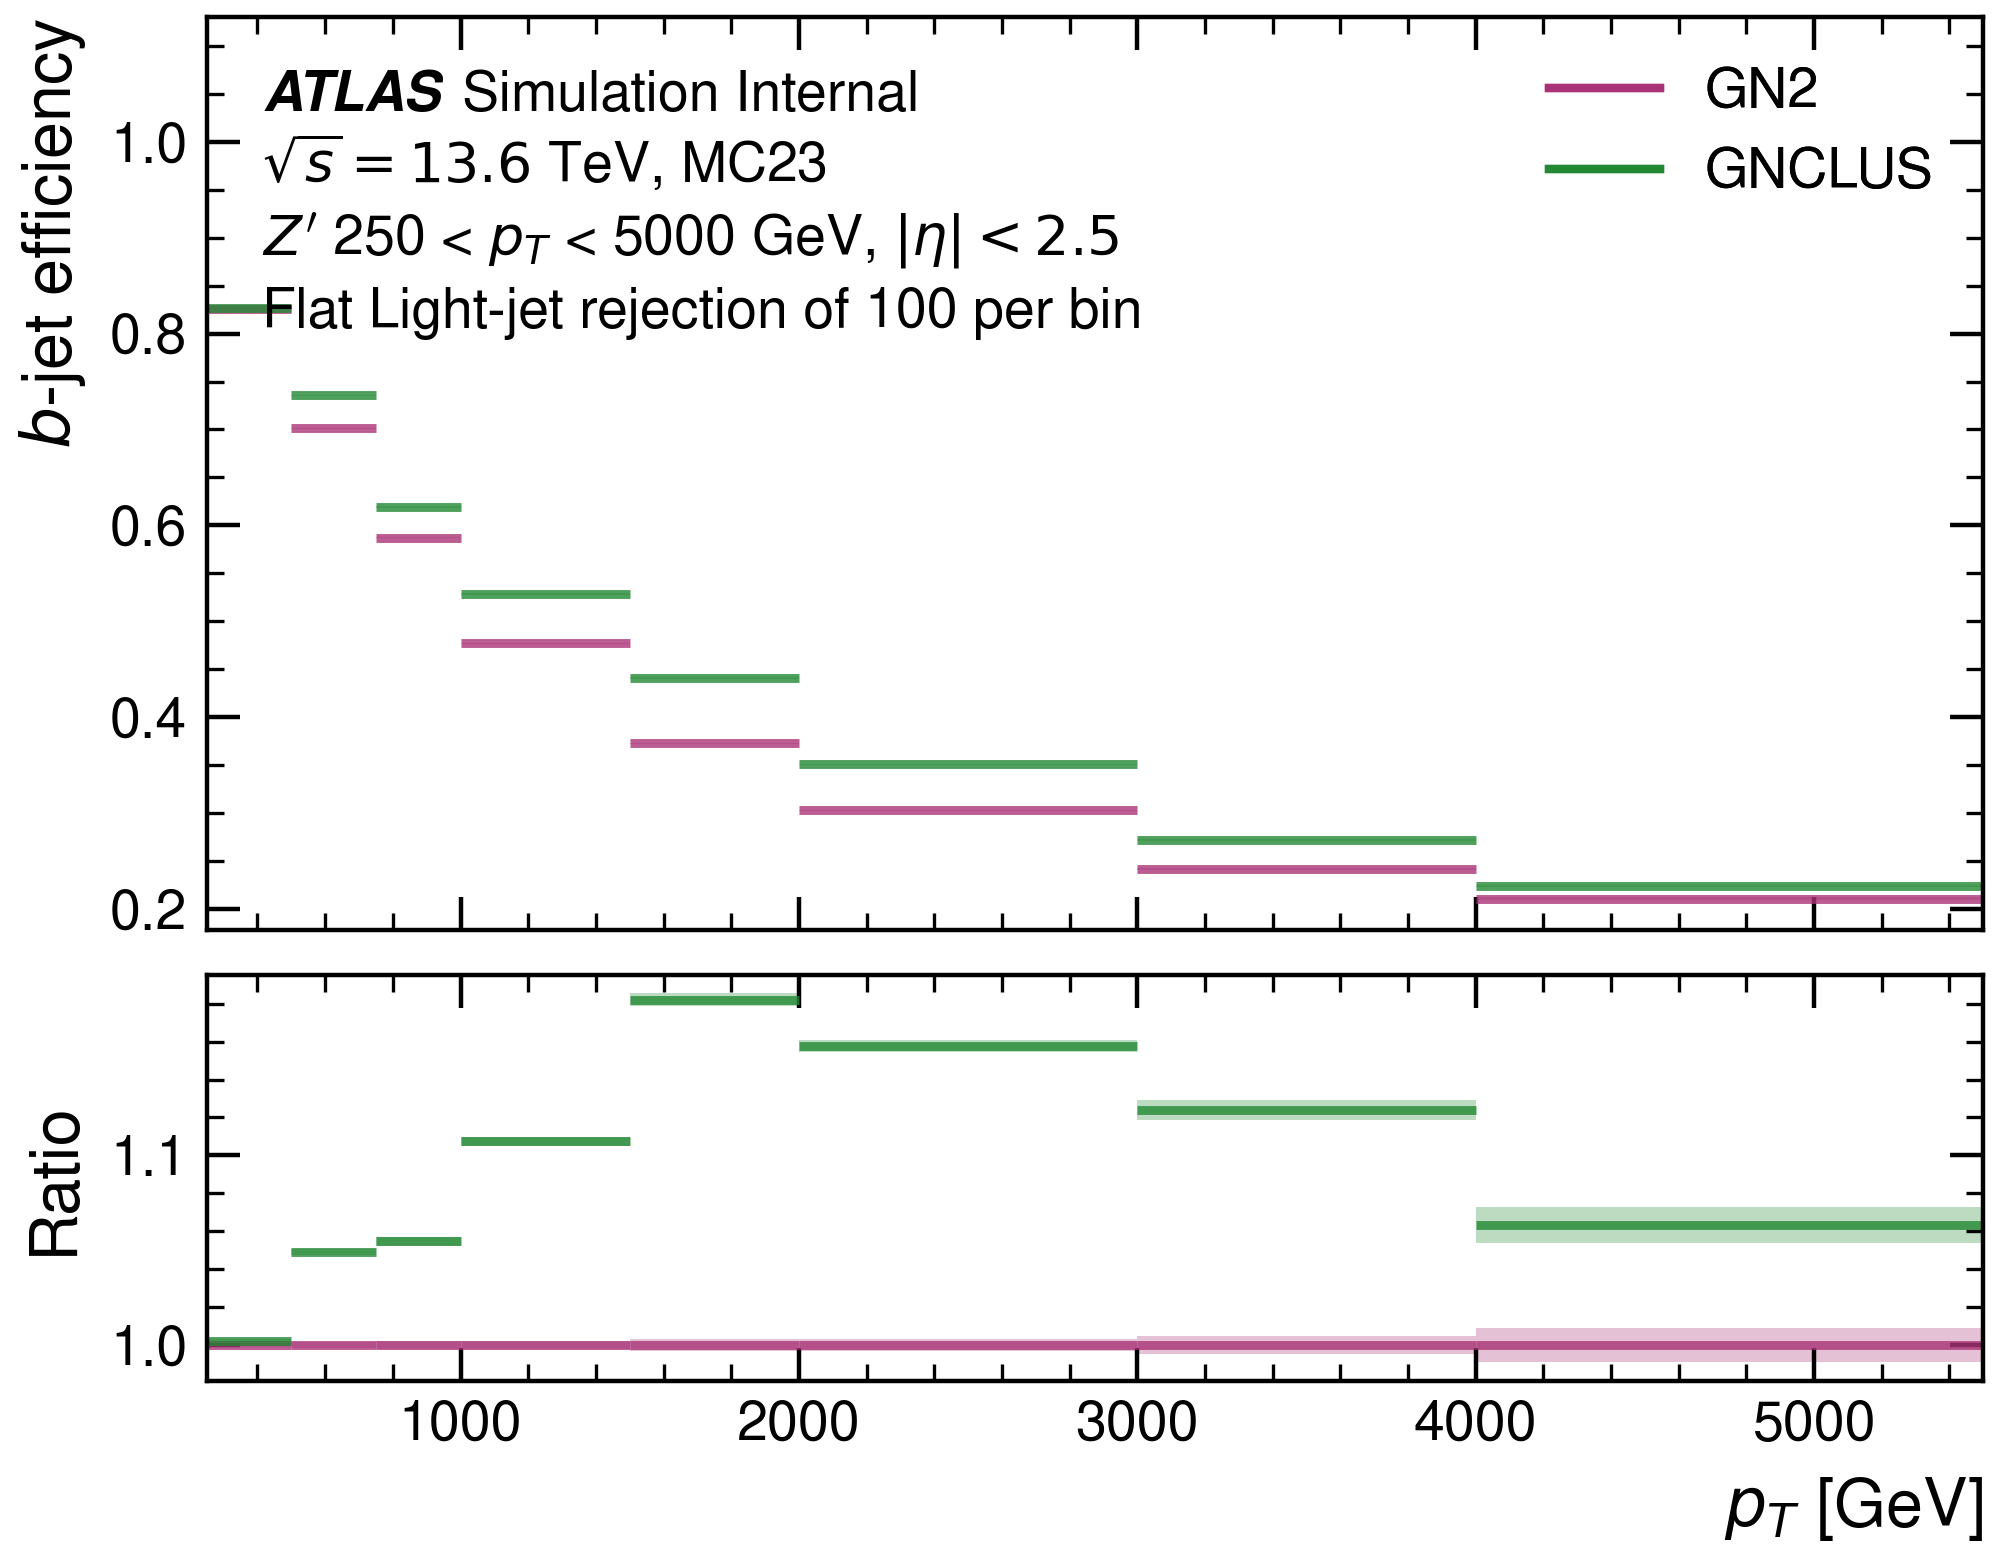 b-jet efficiency
ATLAS Simulation Internal
√s = 13.6 TeV, MC23
Z′ 250 < p_T < 5000 GeV, |η| < 2.5
Flat Light-jet rejection of 100 per bin
GN2
GNCLUS
1.0
0.8
0.6
0.4
0.2
Ratio
1.1
1.0
1000 2000 3000 4000 5000
p_T [GeV]